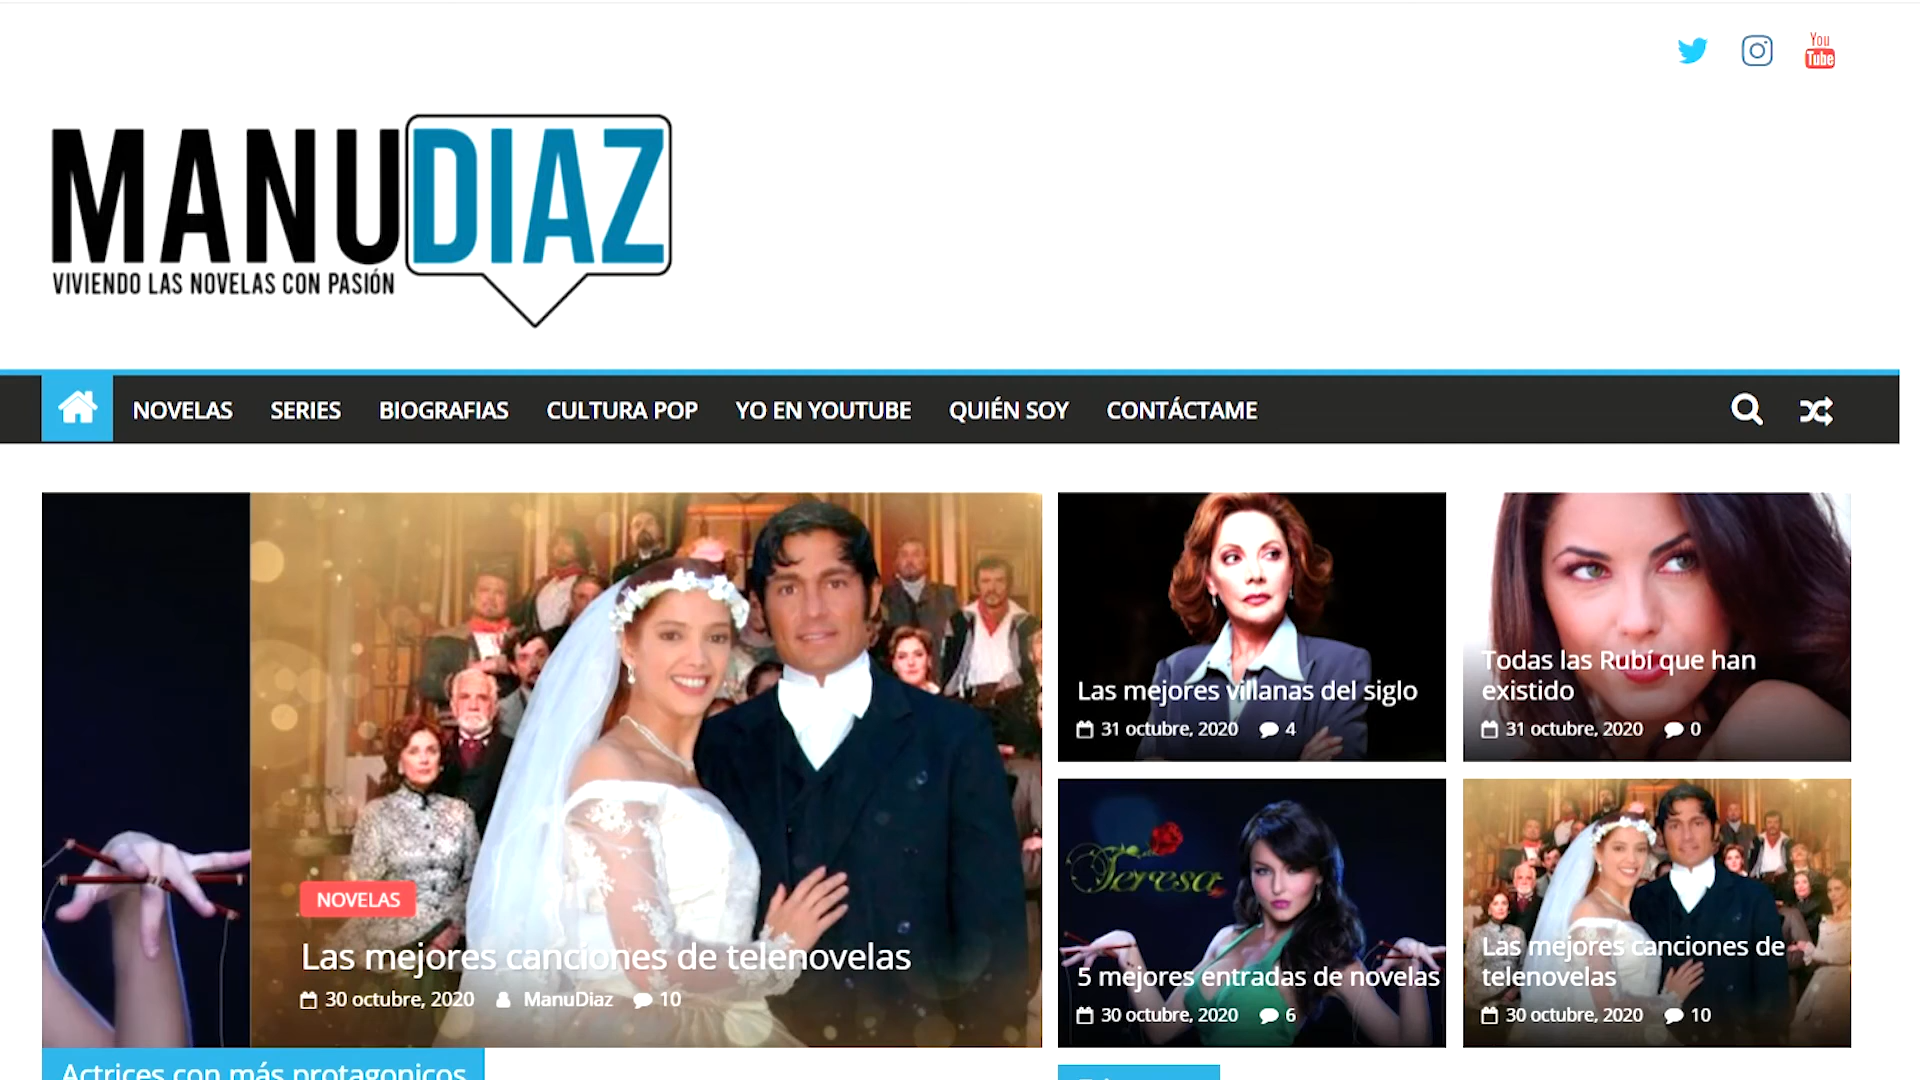 You
Tube
MANUDIAZ
VIVIENDO LAS NOVELAS CON PASIÓN
NOVELAS SERIES BIOGRAFIAS CULTURA POP YO EN YOUTUBE QUIÉN SOY CONTÁCTAME
NOVELAS
Las mejores canciones de telenovelas
30 octubre, 2020 ManuDiaz 10
Las mejores villanas del siglo
31 octubre, 2020 4
Todas las Rubí que han
existido
31 octubre, 2020 0
Teresa
5 mejores entradas de novelas
30 octubre, 2020 6
Las mejores canciones de
telenovelas
30 octubre, 2020 10
Actrices con más protagonicos